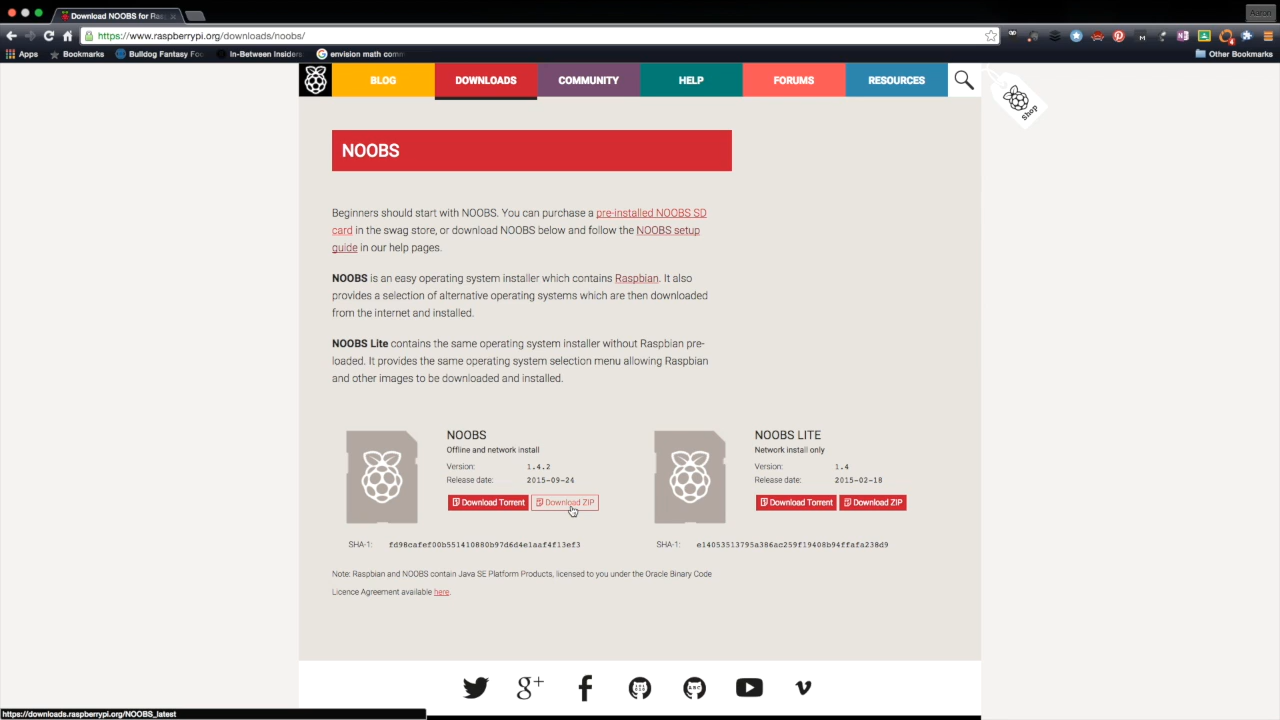 Download NOOBS for Ras
Aaron
https://www.raspberrypi.org/downloads/noobs/
Apps
Bookmarks
Bulldog Fantasy Foo
In-Between Insiders
envision math comm
Other Bookmarks
BLOG
DOWNLOADS
COMMUNITY
HELP
FORUMS
RESOURCES
shop
NOOBS
Beginners should start with NOOBS. You can purchase a pre-installed NOOBS SD
card in the swag store, or download NOOBS below and follow the NOOBS setup
guide in our help pages.
NOOBS is an easy operating system installer which contains Raspbian. It also
provides a selection of alternative operating systems which are then downloaded
from the internet and installed.
NOOBS Lite contains the same operating system installer without Raspbian pre-
loaded. It provides the same operating system selection menu allowing Raspbian
and other images to be downloaded and installed.
NOOBS
Offline and network install
Version: 1.4.2
Release date: 2015-09-24
Download Torrent Download ZIP
SHA-1: fd98cafef00b551410880b97d6d4e1aaf4f13ef3
NOOBS LITE
Network install only
Version: 1.4
Release date: 2015-02-18
Download Torrent Download ZIP
SHA-1: e14053513795a386ac259f19408b94ffafa238d9
Note: Raspbian and NOOBS contain Java SE Platform Products, licensed to you under the Oracle Binary Code
Licence Agreement available here.
https://downloads.raspberrypi.org/NOOBS_latest